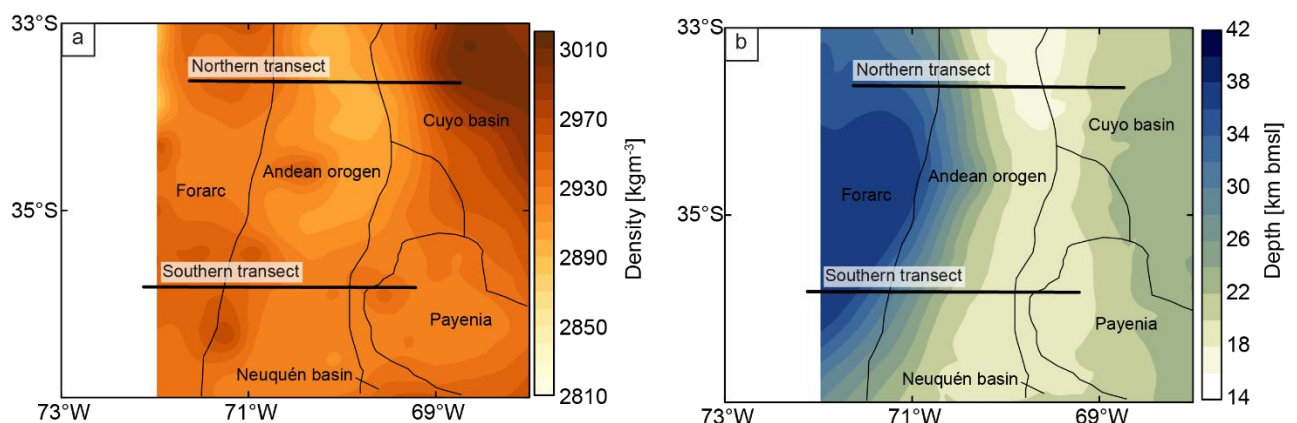 a
33°S
35°S
73°W
71°W
69°W
Northern transect
Cuyo basin
Andean orogen
Forarc
Southern transect
Payenia
Neuquén basin
3010
2970
2930
2890
2850
2810
Density [kgm⁻³]
b
33°S
35°S
73°W
71°W
69°W
Northern transect
Cuyo basin
Andean orogen
Forarc
Southern transect
Payenia
Neuquén basin
42
38
34
30
26
22
18
14
Depth [km bmsl]